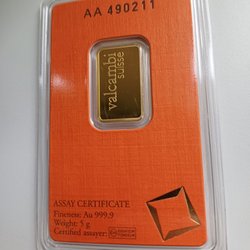 AA 490211
valcambi
suisse
ASSAY CERTIFICATE
Fineness: Au 999.9
Weight: 5 g
Certified assayer: